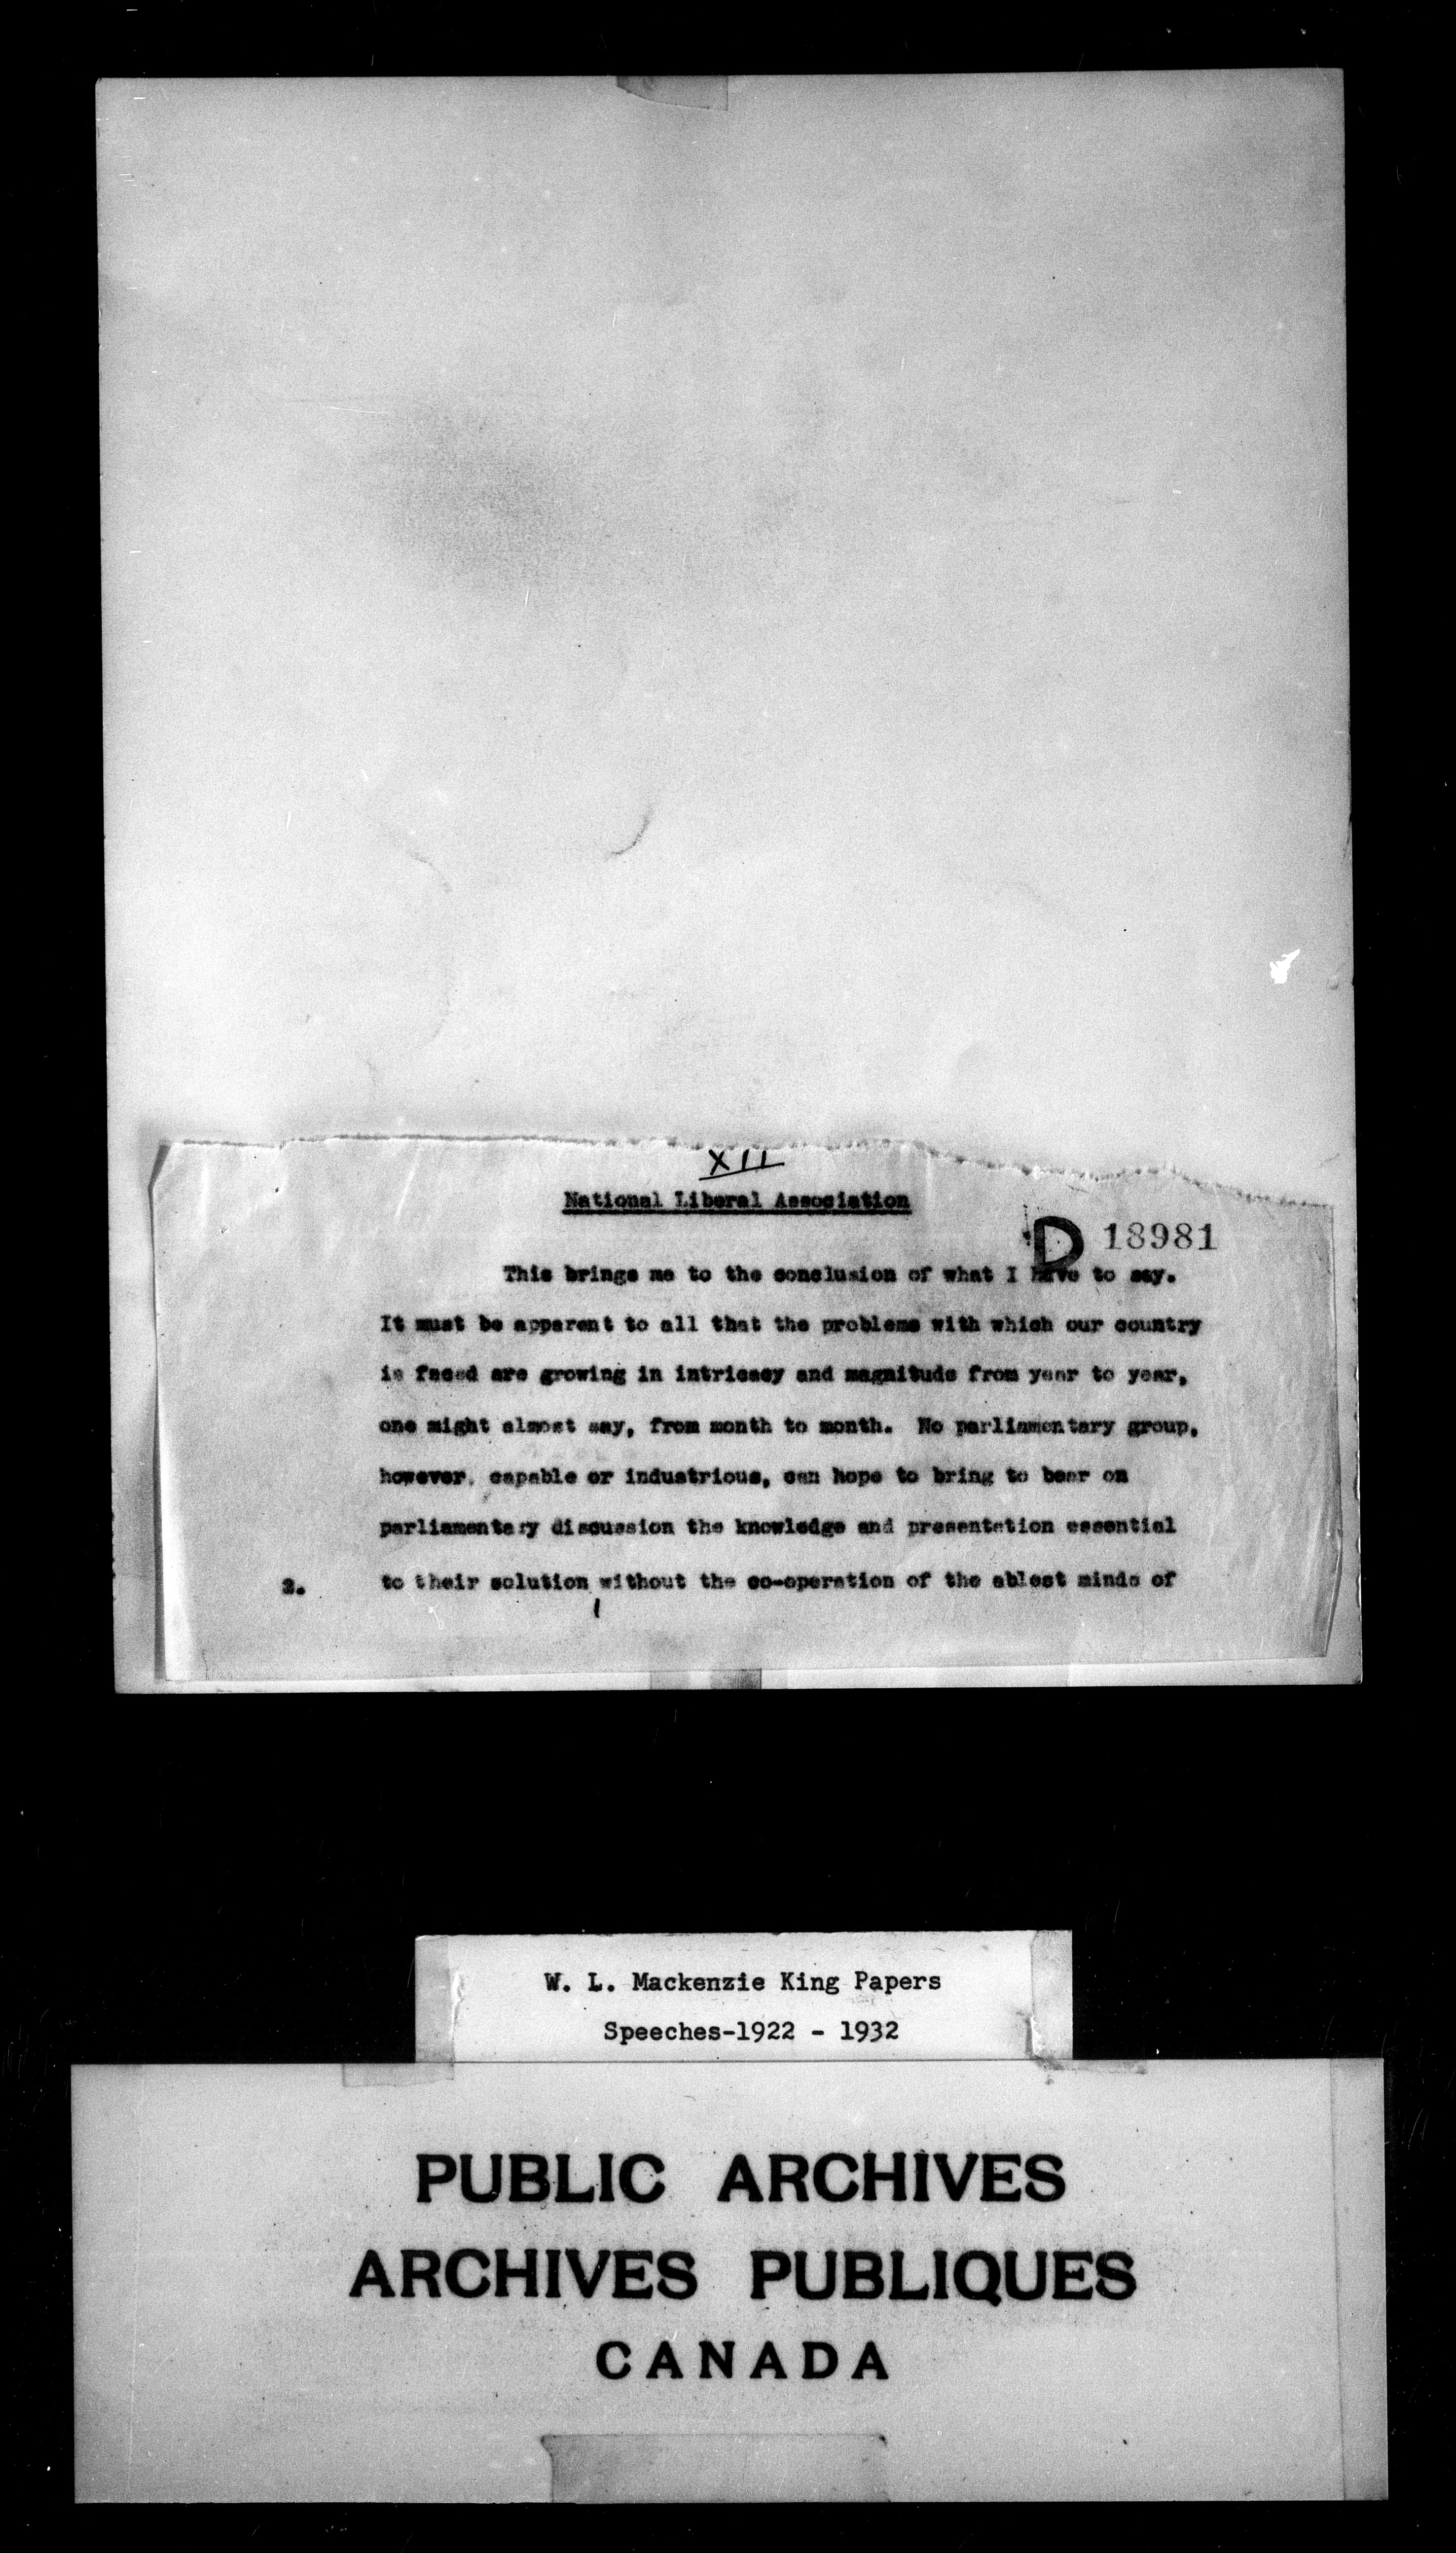 XII
National Liberal Association
D 18981
This brings me to the conclusion of what I have to say.
It must be apparent to all that the problems with which our country
is faced are growing in intricacy and magnitude from year to year,
one might almost say, from month to month. No parliamentary group,
however, capable or industrious, can hope to bring to bear on
parliamentary discussion the knowledge and presentation essential
2. to their solution without the co-operation of the ablest minds of
W. L. Mackenzie King Papers
Speeches-1922 - 1932
PUBLIC ARCHIVES
ARCHIVES PUBLIQUES
CANADA